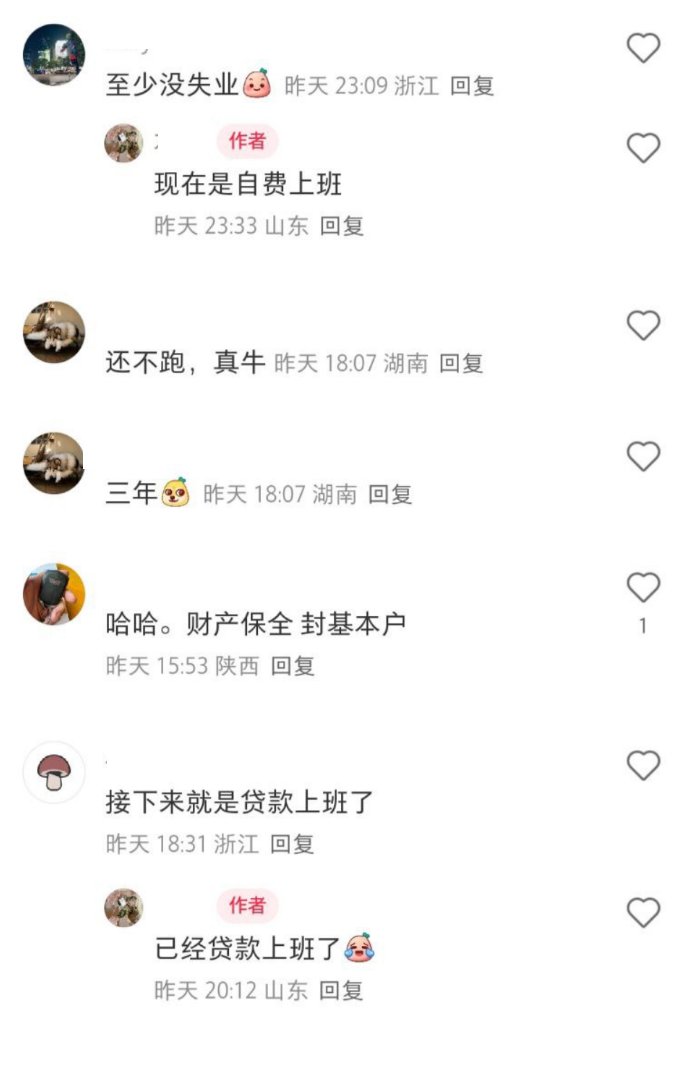 至少没失业 昨天 23:09 浙江 回复
作者
现在是自费上班
昨天 23:33 山东 回复
还不跑，真牛 昨天 18:07 湖南 回复
三年 昨天 18:07 湖南 回复
哈哈。财产保全 封基本户
1
昨天 15:53 陕西 回复
接下来就是贷款上班了
昨天 18:31 浙江 回复
作者
已经贷款上班了
昨天 20:12 山东 回复